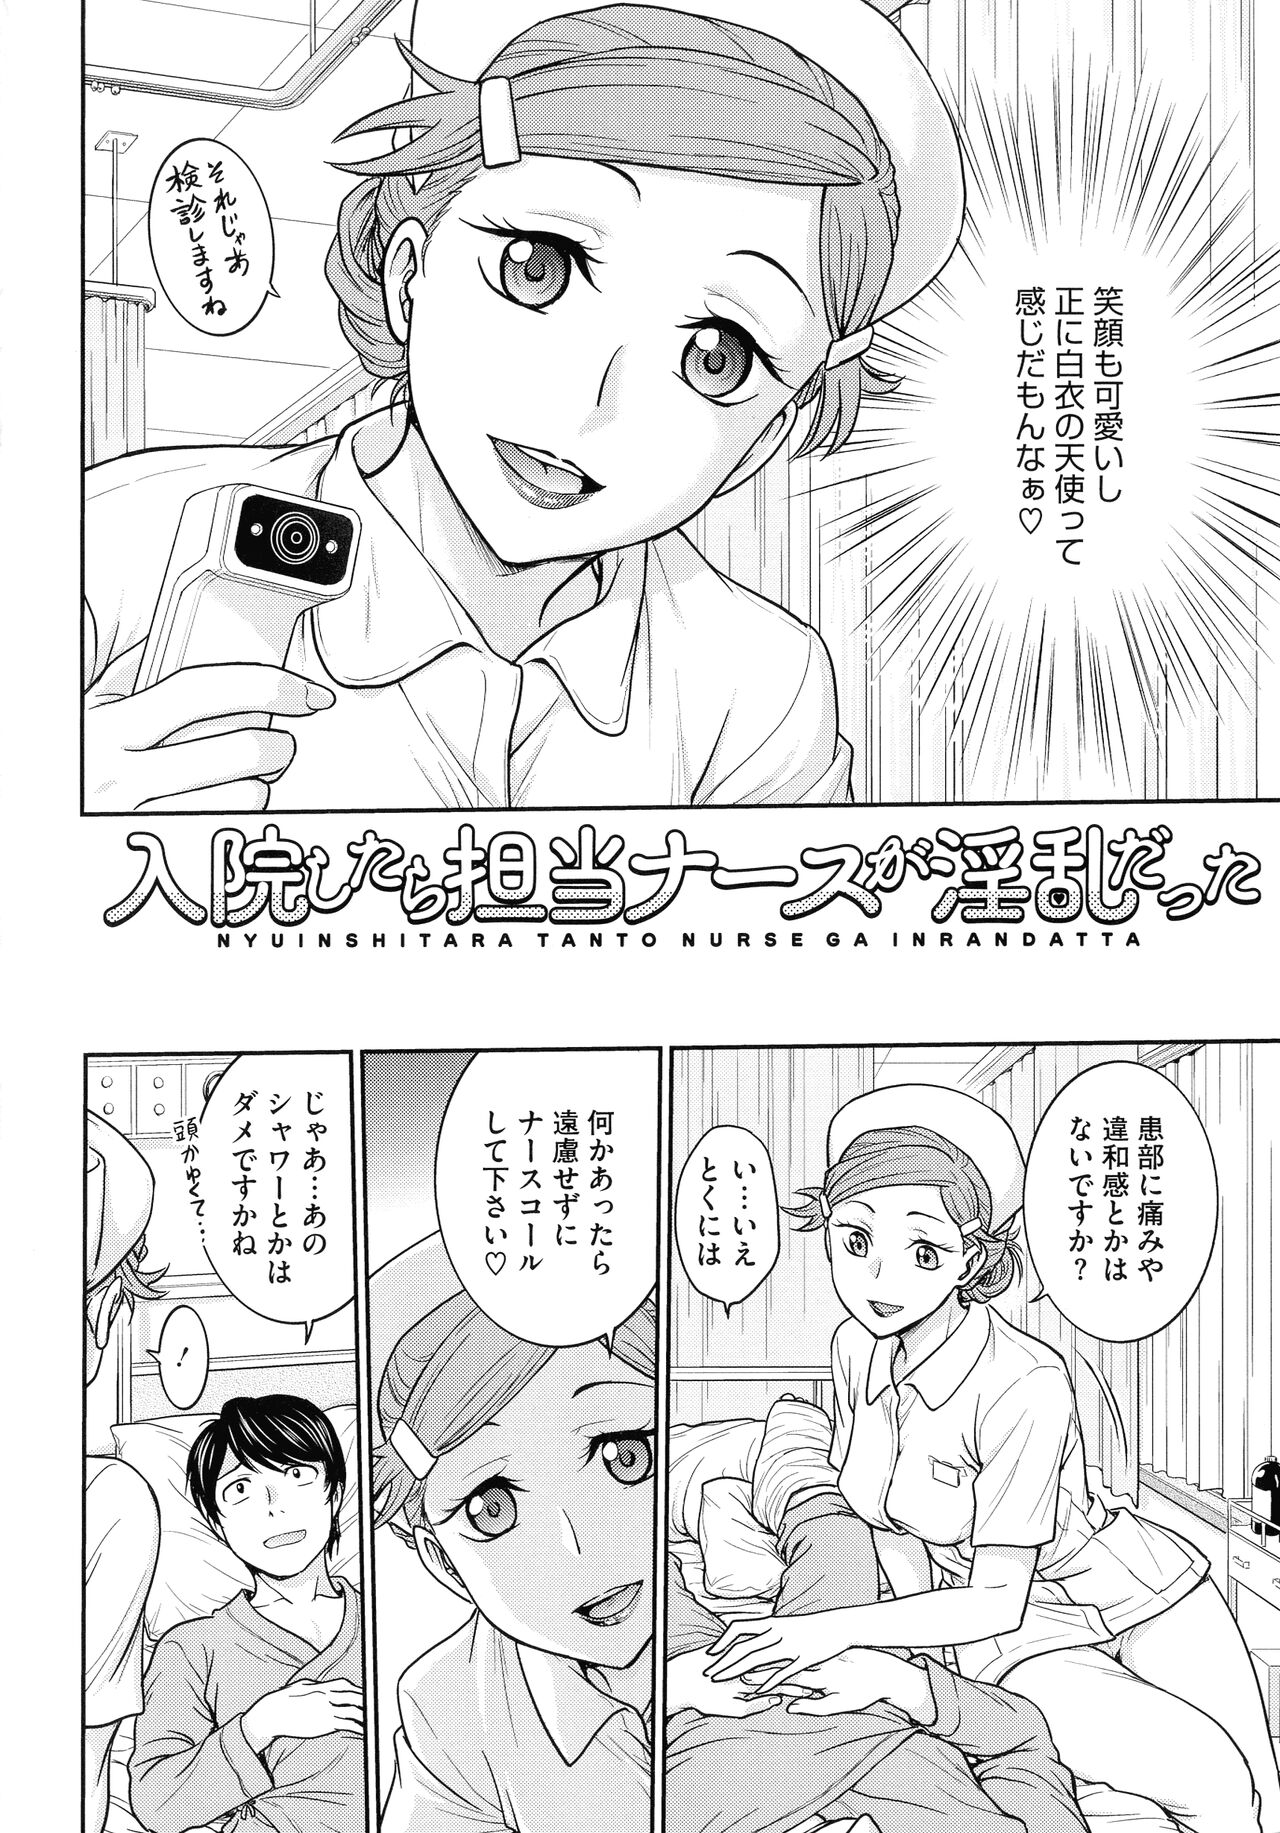 笑顔も可愛いし
正に白衣の天使って
感じだもんなぁ♡
それじゃあ
検診しますね
入院したら担当ナースが淫乱だった
NYUINSHITARA TANTO NURSE GA INRANDATTA
患部に痛みや
違和感とかは
ないですか？
い…いえ
とくには
何かあったら
遠慮せずに
ナースコール
して下さい♡
じゃあ…あの
シャワーとかは
ダメですかね
頭かゆくて…
！